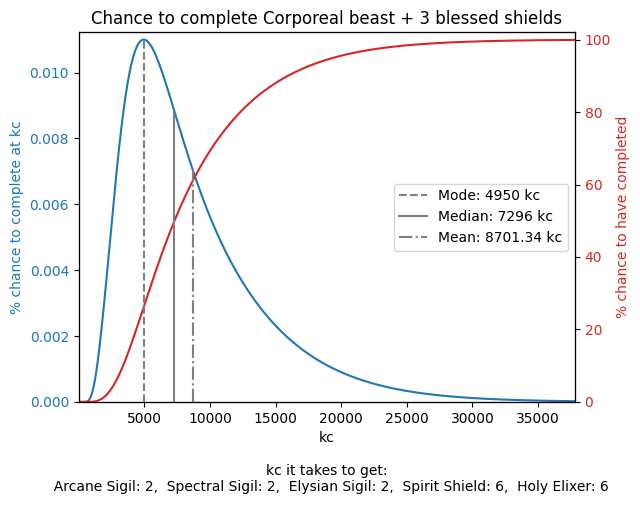 Chance to complete Corporeal beast + 3 blessed shields
% chance to complete at kc
0.010
0.008
0.006
0.004
0.002
0.000
100
80
60
40
20
0
% chance to have completed
Mode: 4950 kc
Median: 7296 kc
Mean: 8701.34 kc
5000 10000 15000 20000 25000 30000 35000
kc
kc it takes to get:
Arcane Sigil: 2, Spectral Sigil: 2, Elysian Sigil: 2, Spirit Shield: 6, Holy Elixer: 6